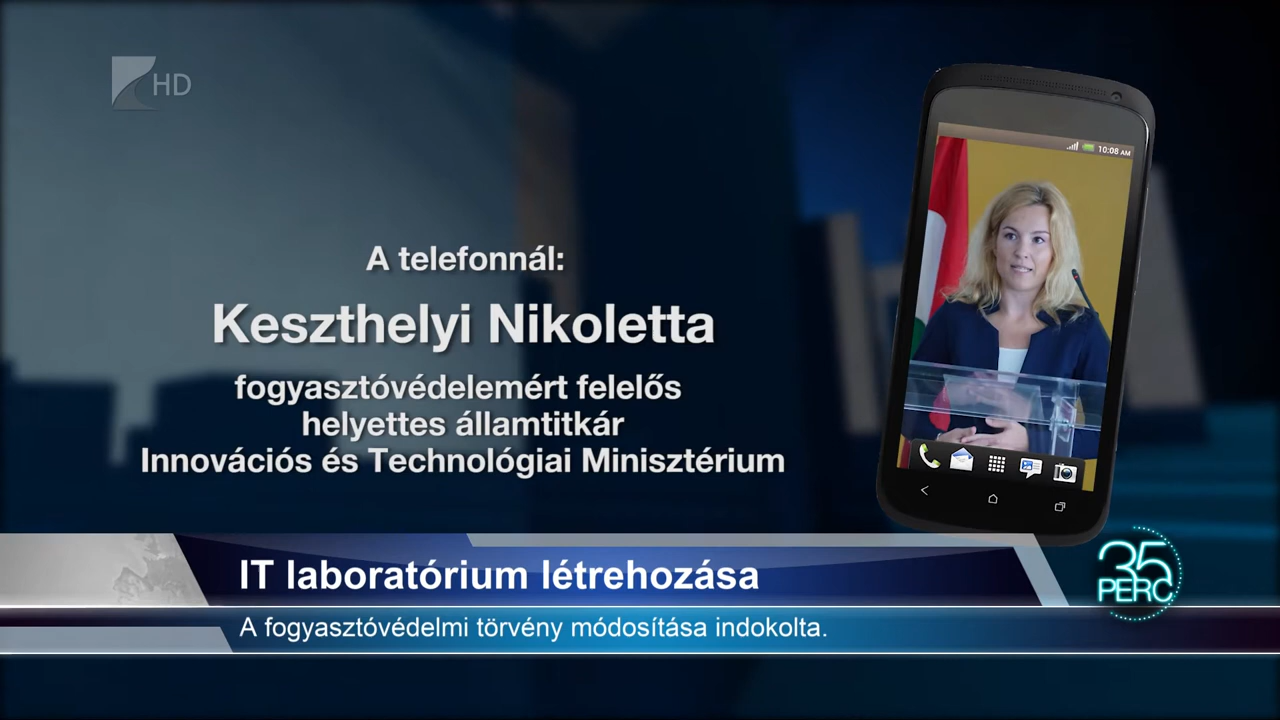 HD
10:08 AM
A telefonnál:
Keszthelyi Nikoletta
fogyasztóvédelemért felelős
helyettes államtitkár
Innovációs és Technológiai Minisztérium
IT laboratórium létrehozása
A fogyasztóvédelmi törvény módosítása indokolta.
35
PERC